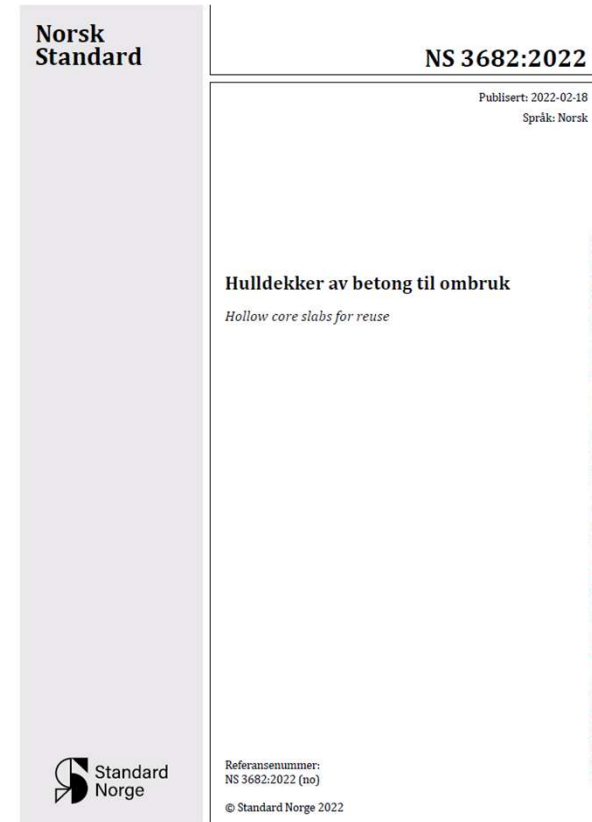 Norsk
Standard
NS 3682:2022
Publisert: 2022-02-18
Språk: Norsk
Hulldekker av betong til ombruk
Hollow core slabs for reuse
Standard
Norge
Referansenummer:
NS 3682:2022 (no)
© Standard Norge 2022